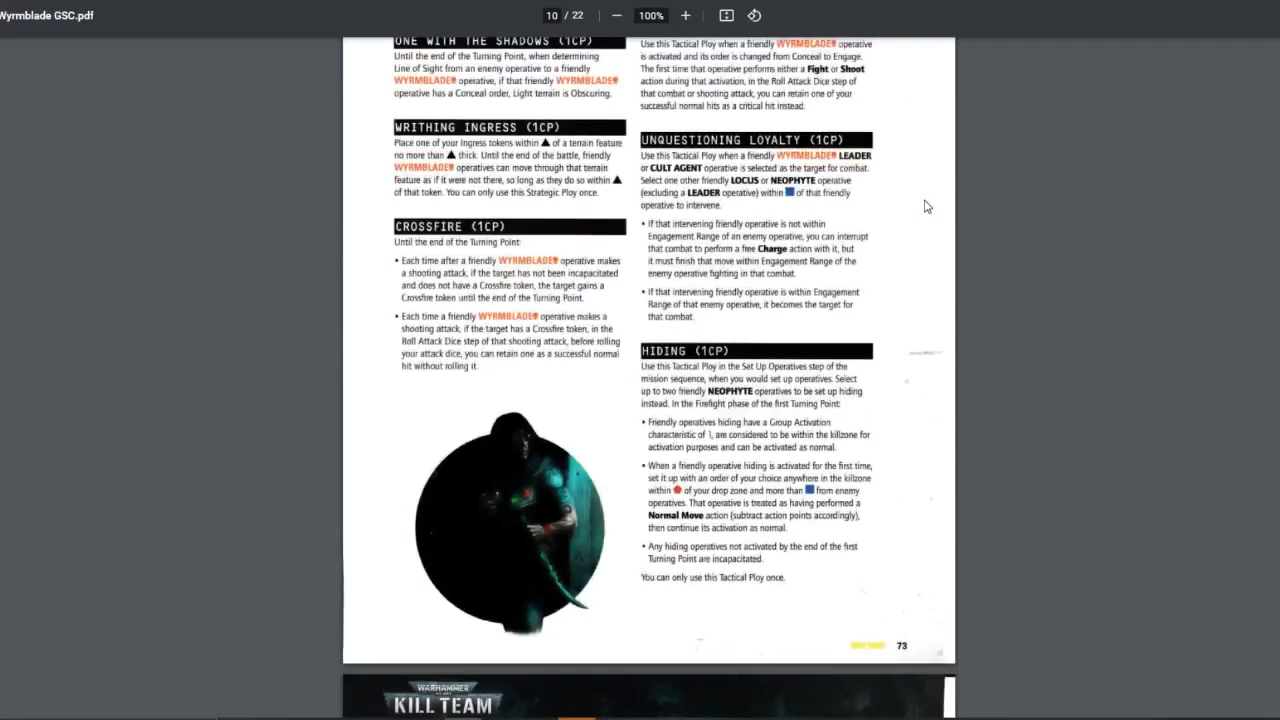 Wyrmblade GSC.pdf
10 / 22
100%
ONE WITH THE SHADOWS (1CP)
Until the end of the Turning Point, when determining
Line of Sight from an enemy operative to a friendly
WYRMBLADE operative, if that friendly WYRMBLADE
operative has a Conceal order, Light terrain is Obscuring.
WRITHING INGRESS (1CP)
Place one of your Ingress tokens within ▲ of a terrain feature
no more than ▲ thick. Until the end of the battle, friendly
WYRMBLADE operatives can move through that terrain
feature as if it were not there, so long as they do so within ▲
of that token. You can only use this Strategic Ploy once.
CROSSFIRE (1CP)
Until the end of the Turning Point:
• Each time after a friendly WYRMBLADE operative makes
a shooting attack, if the target has not been incapacitated
and does not have a Crossfire token, the target gains a
Crossfire token until the end of the Turning Point.
• Each time a friendly WYRMBLADE operative makes a
shooting attack, if the target has a Crossfire token, in the
Roll Attack Dice step of that shooting attack, before rolling
your attack dice, you can retain one as a successful normal
hit without rolling it.
Use this Tactical Ploy when a friendly WYRMBLADE operative
is activated and its order is changed from Conceal to Engage.
The first time that operative performs either a Fight or Shoot
action during that activation, in the Roll Attack Dice step of
that combat or shooting attack, you can retain one of your
successful normal hits as a critical hit instead.
UNQUESTIONING LOYALTY (1CP)
Use this Tactical Ploy when a friendly WYRMBLADE LEADER
or CULT AGENT operative is selected as the target for combat.
Select one other friendly LOCUS or NEOPHYTE operative
(excluding a LEADER operative) within ■ of that friendly
operative to intervene.
• If that intervening friendly operative is not within
Engagement Range of an enemy operative, you can interrupt
that combat to perform a free Charge action with it, but
it must finish that move within Engagement Range of the
enemy operative fighting in that combat.
• If that intervening friendly operative is within Engagement
Range of that enemy operative, it becomes the target for
that combat.
HIDING (1CP)
Use this Tactical Ploy in the Set Up Operatives step of the
mission sequence, when you would set up operatives. Select
up to two friendly NEOPHYTE operatives to be set up hiding
instead. In the Firefight phase of the first Turning Point:
• Friendly operatives hiding have a Group Activation
characteristic of 1, are considered to be within the killzone for
activation purposes and can be activated as normal.
• When a friendly operative hiding is activated for the first time,
set it up with an order of your choice anywhere in the killzone
within ⬟ of your drop zone and more than ■ from enemy
operatives. That operative is treated as having performed a
Normal Move action (subtract action points accordingly),
then continue its activation as normal.
• Any hiding operatives not activated by the end of the first
Turning Point are incapacitated.
You can only use this Tactical Ploy once.
73
WARHAMMER
KILL TEAM